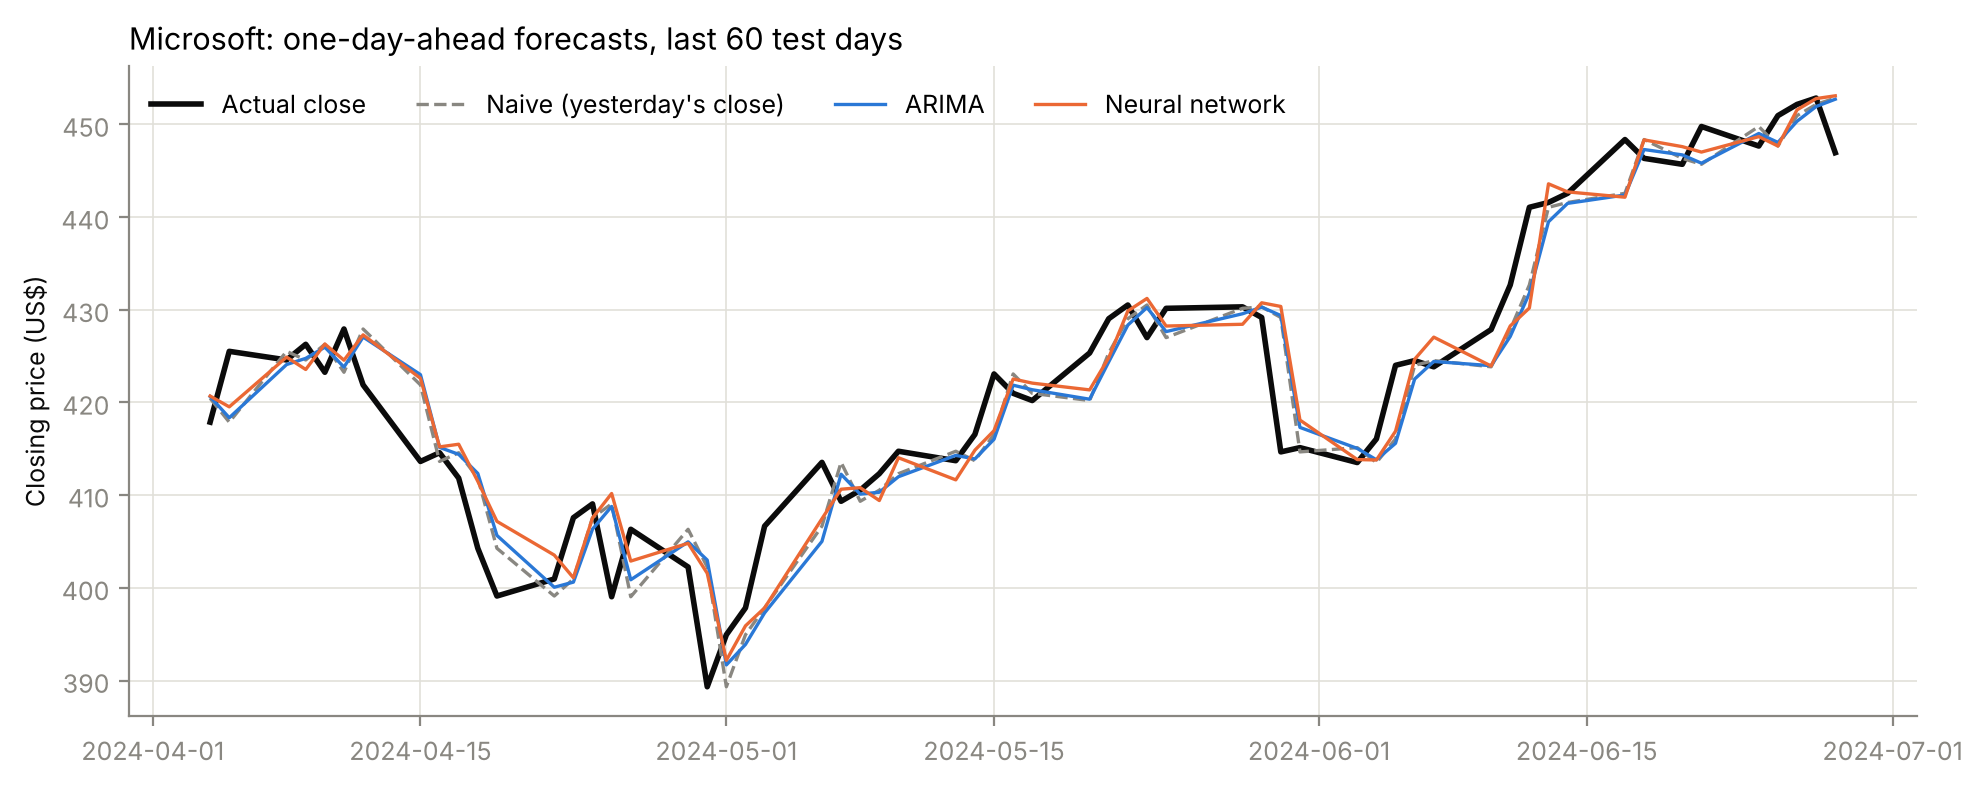 Microsoft: one-day-ahead forecasts, last 60 test days
Actual close
Naive (yesterday's close)
ARIMA
Neural network
Closing price (US$)
450
440
430
420
410
400
390
2024-04-01
2024-04-15
2024-05-01
2024-05-15
2024-06-01
2024-06-15
2024-07-01